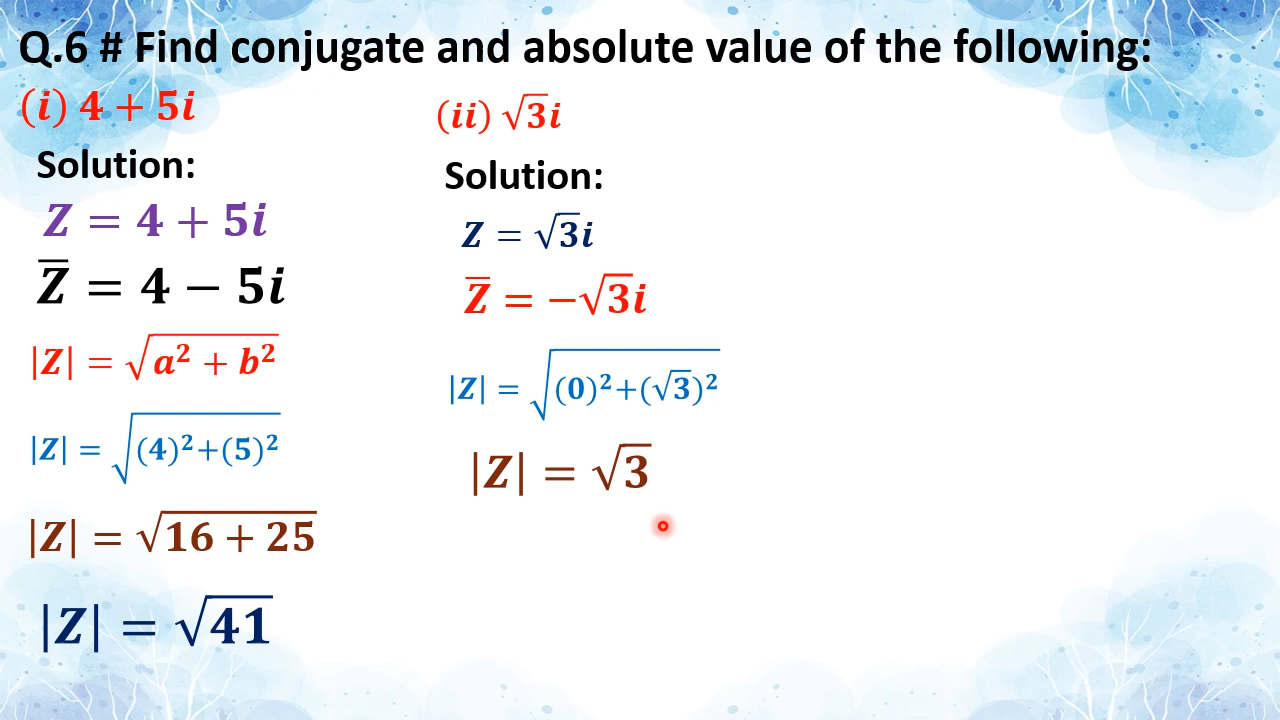 Q.6 # Find conjugate and absolute value of the following:
(i) 4 + 5i
Solution:
Z = 4 + 5i
Z̅ = 4 − 5i
|Z| = √(a² + b²)
|Z| = √((4)²+(5)²)
|Z| = √(16 + 25)
|Z| = √41
(ii) √3i
Solution:
Z = √3i
Z̅ = −√3i
|Z| = √((0)²+(√3)²)
|Z| = √3